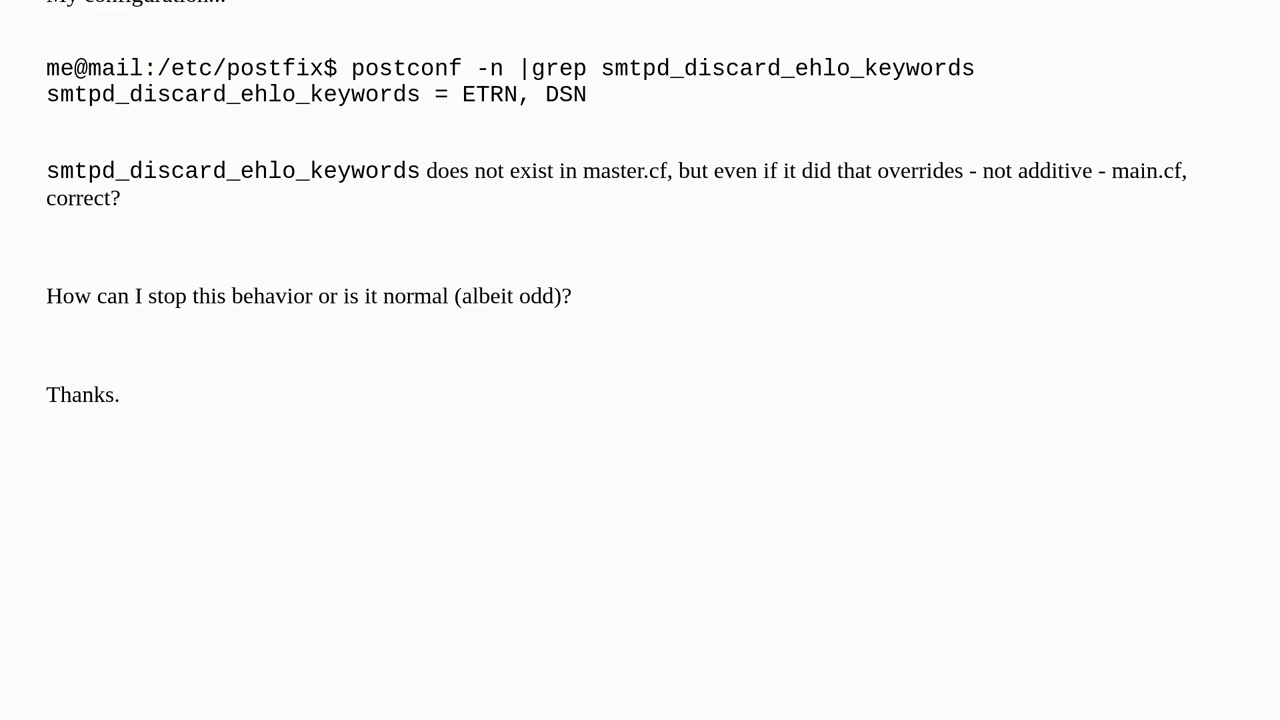 My configuration...
me@mail:/etc/postfix$ postconf -n |grep smtpd_discard_ehlo_keywords
smtpd_discard_ehlo_keywords = ETRN, DSN
smtpd_discard_ehlo_keywords does not exist in master.cf, but even if it did that overrides - not additive - main.cf,
correct?
How can I stop this behavior or is it normal (albeit odd)?
Thanks.